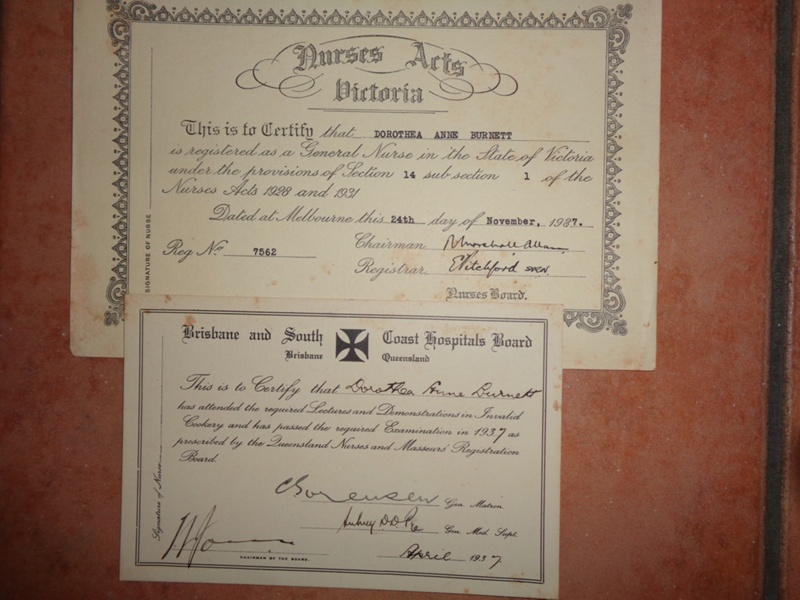 Nurses Acts
Victoria
This is to Certify that DOROTHEA ANNE BURNETT
is registered as a General Nurse in the State of Victoria
under the provisions of Section 14 sub section 1 of the
Nurses Acts 1928 and 1931
Dated at Melbourne this 24th day of November, 1987.
Chairman
Reg No. 7562
Registrar
Nurses Board.
SIGNATURE OF NURSE
Brisbane and South Coast Hospitals Board
Brisbane Queensland
This is to Certify that Dorothea Anne Burnett
has attended the required Lectures and Demonstrations in Invalid
Cookery and has passed the required Examination in 1937 as
prescribed by the Queensland Nurses and Masseurs' Registration
Board.
Signature of Nurse
CSorensen Gen. Matron
Gen. Med. Supt.
CHAIRMAN OF THE BOARD.
April 1937